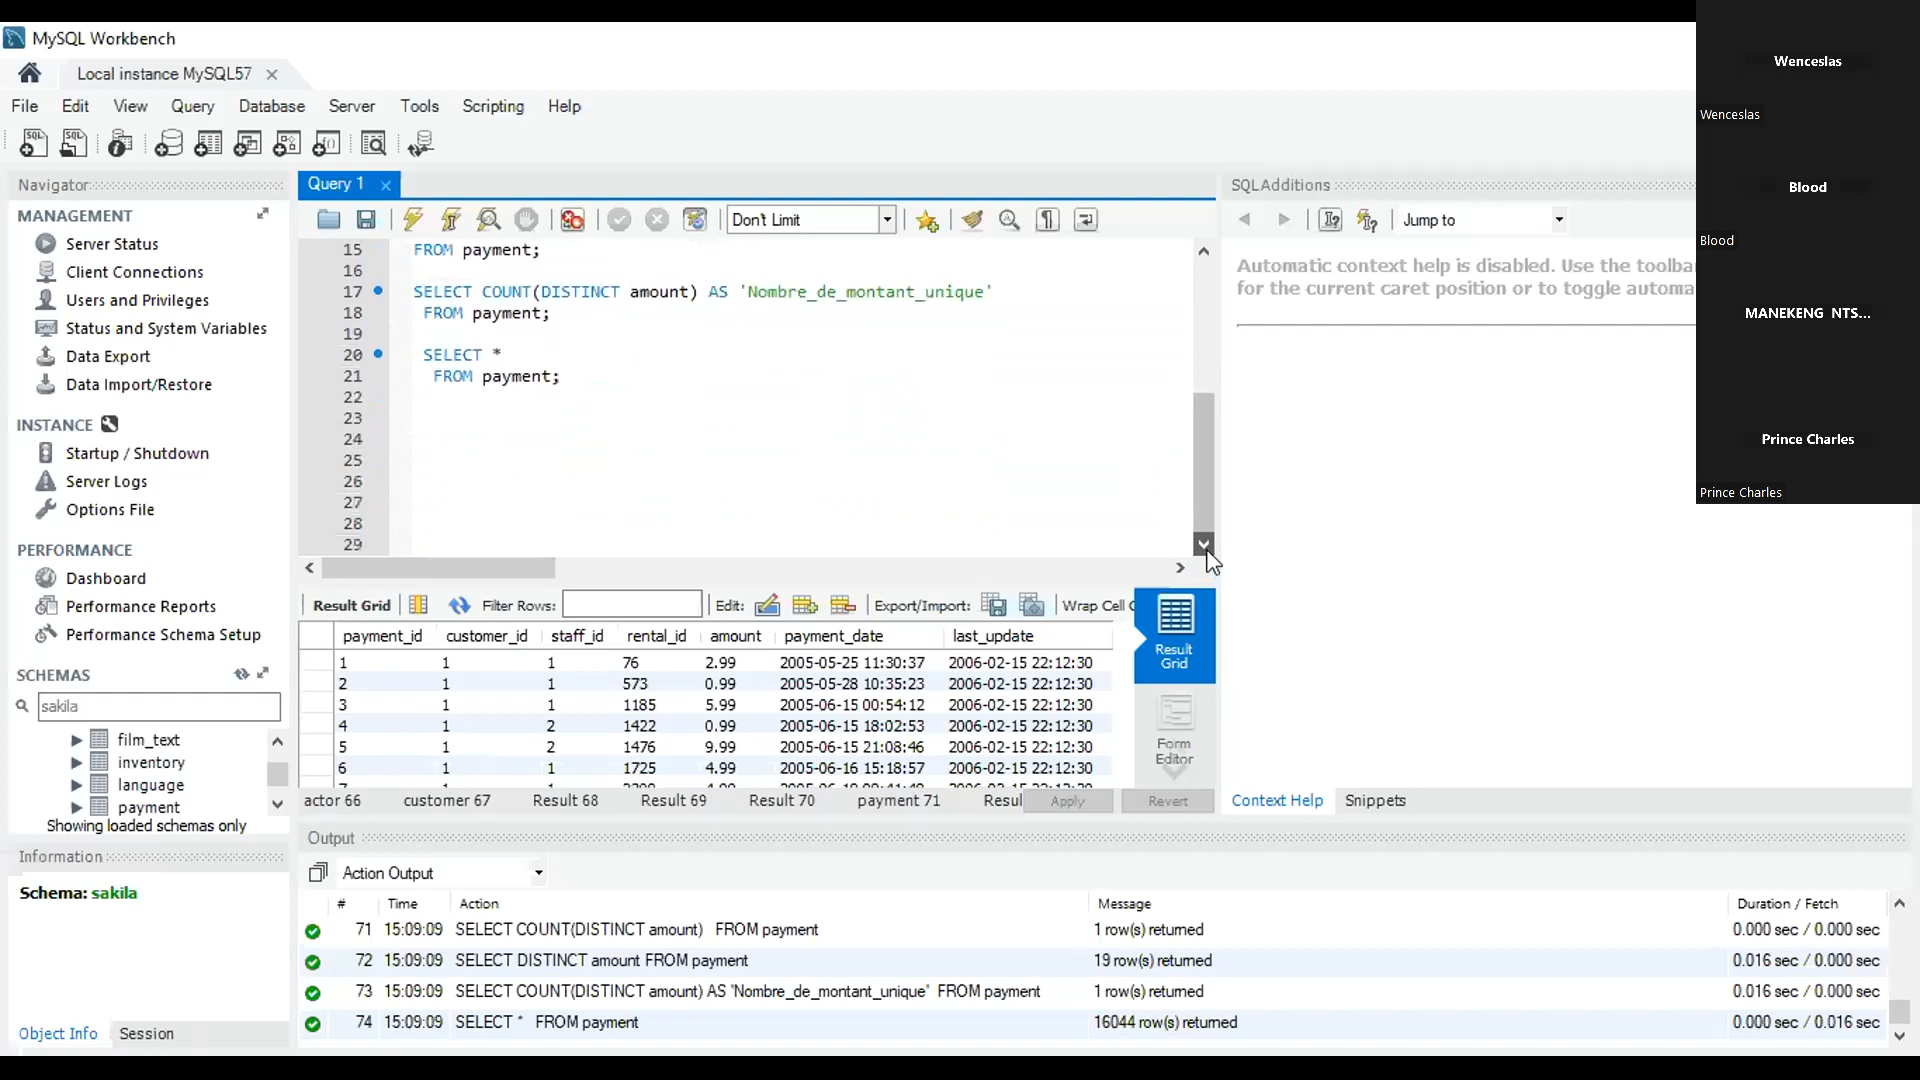 MySQL Workbench
Local instance MySQL57
File Edit View Query Database Server Tools Scripting Help
Navigator
MANAGEMENT
Server Status
Client Connections
Users and Privileges
Status and System Variables
Data Export
Data Import/Restore
INSTANCE
Startup / Shutdown
Server Logs
Options File
PERFORMANCE
Dashboard
Performance Reports
Performance Schema Setup
SCHEMAS
sakila
film_text
inventory
language
payment
Showing loaded schemas only
Information
Schema: sakila
Object Info Session
Query 1
Don't Limit
15 FROM payment;
16
17 SELECT COUNT(DISTINCT amount) AS 'Nombre_de_montant_unique'
18 FROM payment;
19
20 SELECT *
21 FROM payment;
22
23
24
25
26
27
28
29
Result Grid Filter Rows: Edit: Export/Import: Wrap Cell C
payment_id customer_id staff_id rental_id amount payment_date last_update
1 1 1 76 2.99 2005-05-25 11:30:37 2006-02-15 22:12:30
2 1 1 573 0.99 2005-05-28 10:35:23 2006-02-15 22:12:30
3 1 1 1185 5.99 2005-06-15 00:54:12 2006-02-15 22:12:30
4 1 2 1422 0.99 2005-06-15 18:02:53 2006-02-15 22:12:30
5 1 2 1476 9.99 2005-06-15 21:08:46 2006-02-15 22:12:30
6 1 1 1725 4.99 2005-06-16 15:18:57 2006-02-15 22:12:30
Result Grid
Form Editor
actor 66 customer 67 Result 68 Result 69 Result 70 payment 71 Resul Apply Revert
SQLAdditions
Jump to
Automatic context help is disabled. Use the toolba
for the current caret position or to toggle automa
Context Help Snippets
Wenceslas
Wenceslas
Blood
Blood
MANEKENG NTS...
Prince Charles
Prince Charles
Output
Action Output
# Time Action Message Duration / Fetch
71 15:09:09 SELECT COUNT(DISTINCT amount) FROM payment 1 row(s) returned 0.000 sec / 0.000 sec
72 15:09:09 SELECT DISTINCT amount FROM payment 19 row(s) returned 0.016 sec / 0.000 sec
73 15:09:09 SELECT COUNT(DISTINCT amount) AS 'Nombre_de_montant_unique' FROM payment 1 row(s) returned 0.016 sec / 0.000 sec
74 15:09:09 SELECT * FROM payment 16044 row(s) returned 0.000 sec / 0.016 sec